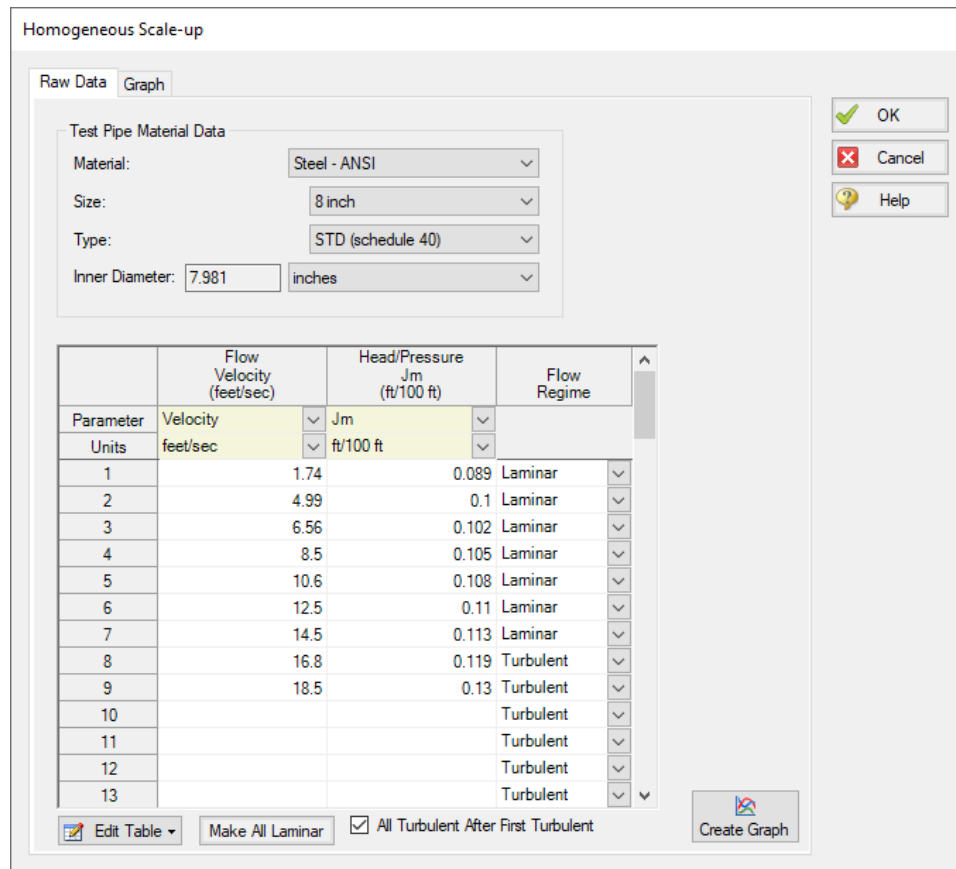 Homogeneous Scale-up
Raw Data Graph
OK
Cancel
Help
Test Pipe Material Data
Material: Steel - ANSI
Size: 8 inch
Type: STD (schedule 40)
Inner Diameter: 7.981 inches
Flow Head/Pressure
Velocity Jm Flow
(feet/sec) (ft/100 ft) Regime
Parameter Velocity Jm
Units feet/sec ft/100 ft
1 1.74 0.089 Laminar
2 4.99 0.1 Laminar
3 6.56 0.102 Laminar
4 8.5 0.105 Laminar
5 10.6 0.108 Laminar
6 12.5 0.11 Laminar
7 14.5 0.113 Laminar
8 16.8 0.119 Turbulent
9 18.5 0.13 Turbulent
10 Turbulent
11 Turbulent
12 Turbulent
13 Turbulent
Edit Table Make All Laminar All Turbulent After First Turbulent
Create Graph